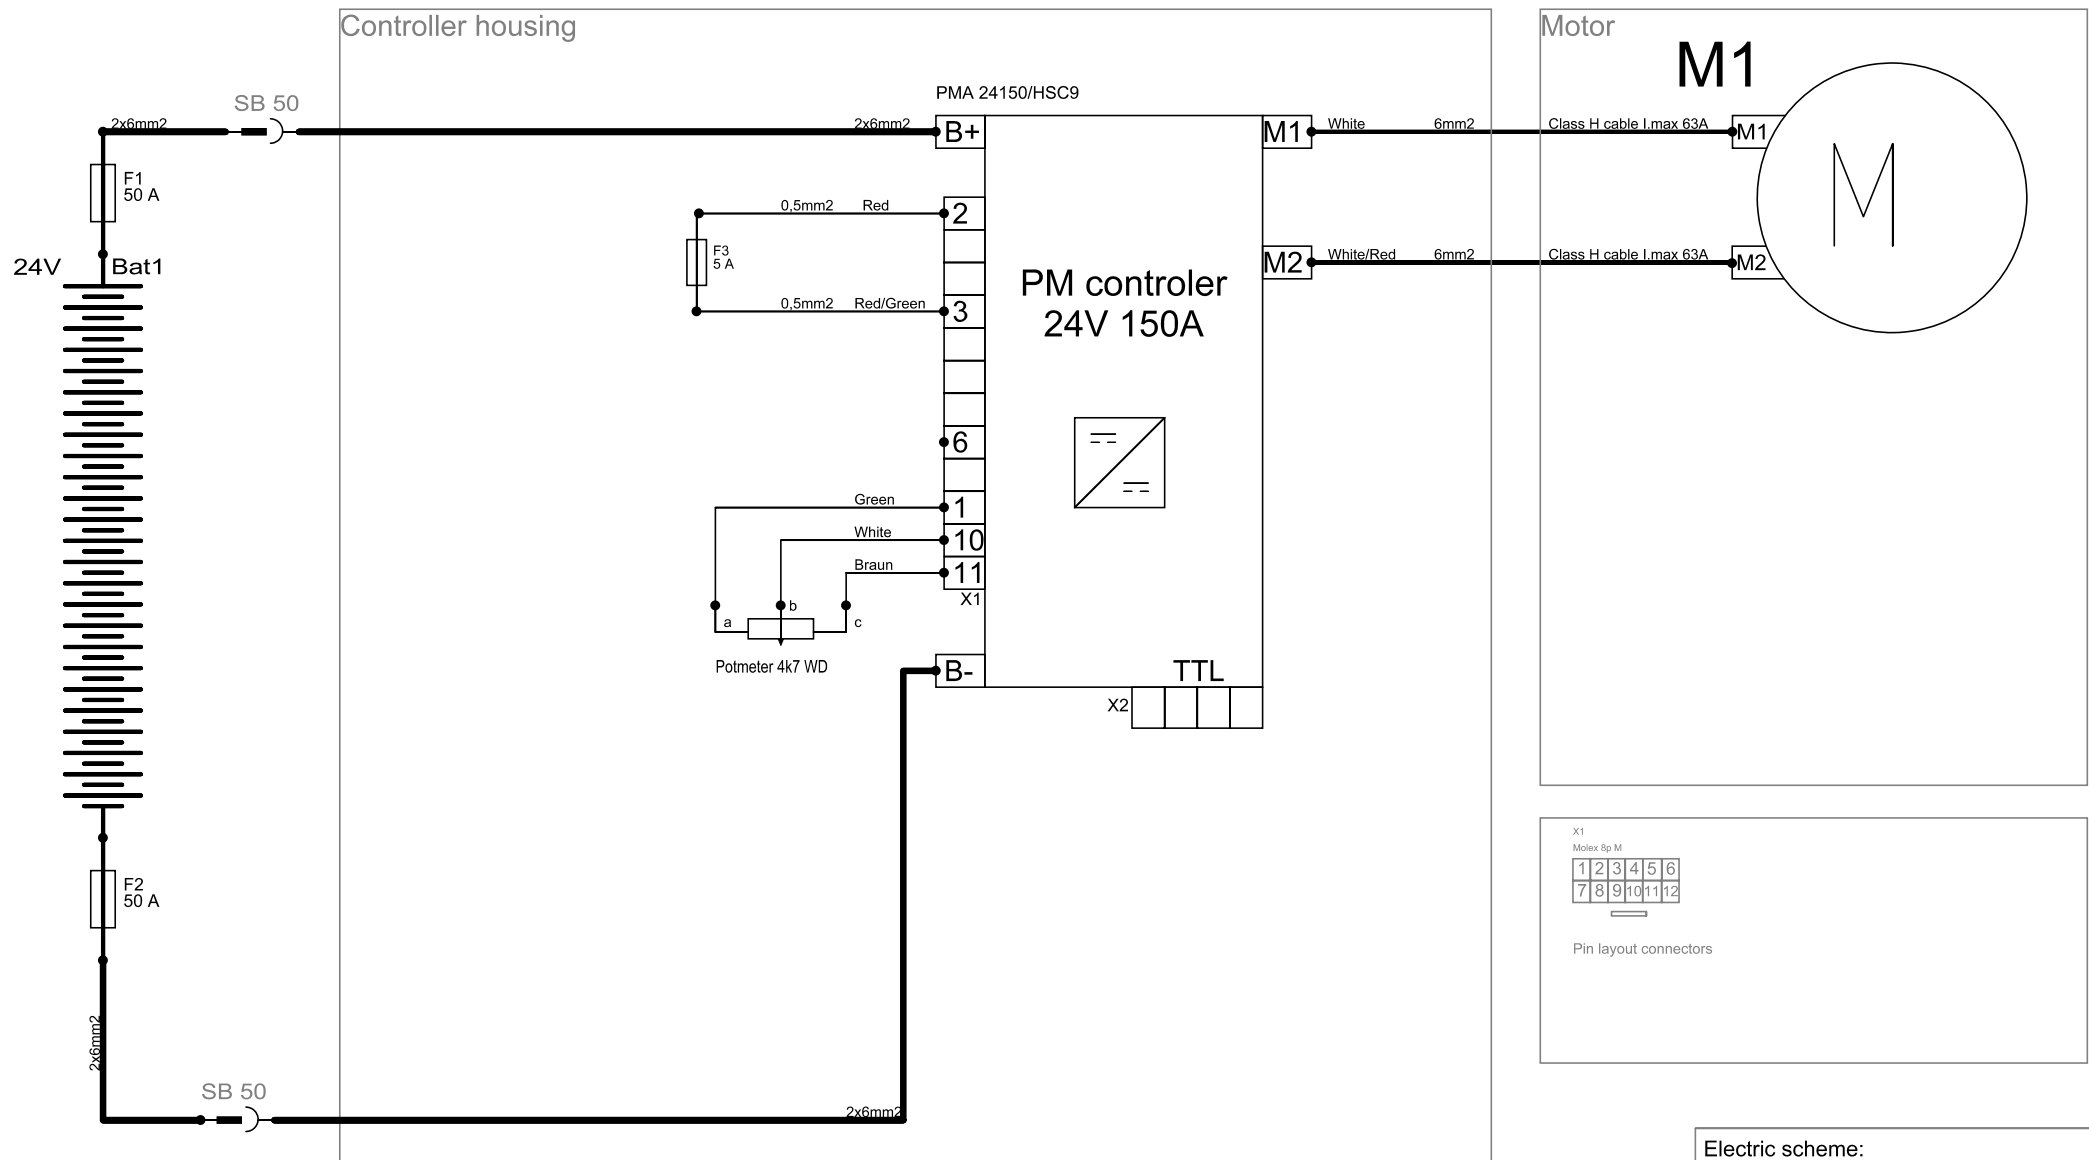 Controller housing
Motor
M1
SB 50
PMA 24150/HSC9
2x6mm2
2x6mm2
B+
M1
White
6mm2
Class H cable I.max 63A
M1
F1
50 A
0,5mm2
Red
2
F3
5 A
M
24V
Bat1
M2
White/Red
6mm2
Class H cable I.max 63A
M2
PM controler
24V 150A
0,5mm2
Red/Green
3
6
Green
1
White
10
Braun
11
X1
a
b
c
Potmeter 4k7 WD
B-
TTL
X2
F2
50 A
X1
Molex 8p M
1 2 3 4 5 6
7 8 9 10 11 12
Pin layout connectors
2x6mm2
SB 50
2x6mm2
Electric scheme: